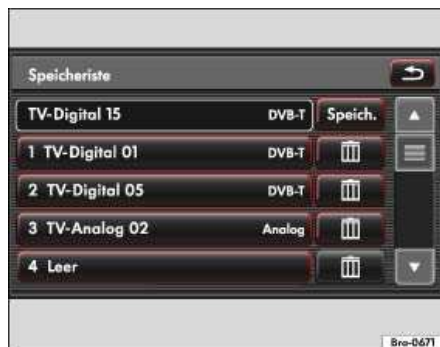 Speicheriste
TV-Digital 15 DVB-T Speich.
1 TV-Digital 01 DVB-T
2 TV-Digital 05 DVB-T
3 TV-Analog 02 Analog
4 Leer
Bro-0671